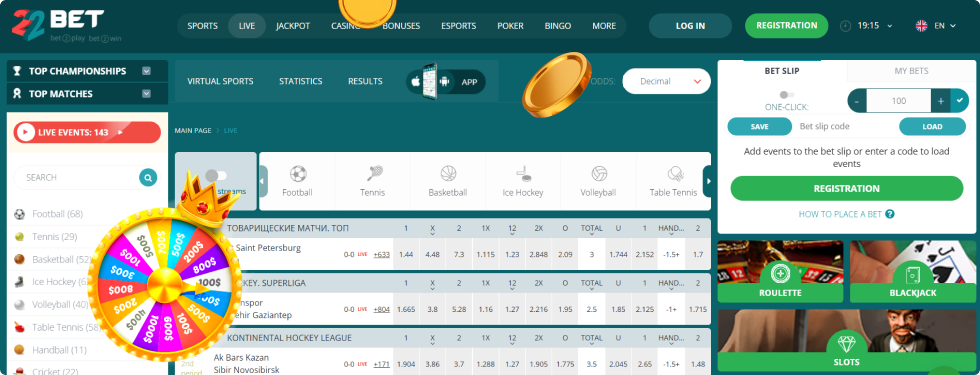 22BET
bet play bet win
SPORTS LIVE JACKPOT CASINO BONUSES ESPORTS POKER BINGO MORE
LOG IN
REGISTRATION
19:15
EN
TOP CHAMPIONSHIPS
TOP MATCHES
LIVE EVENTS: 143
SEARCH
Football (68)
Tennis (29)
Basketball (52)
Ice Hockey
Volleyball (40)
Table Tennis (58)
Handball (11)
Cricket (22)
VIRTUAL SPORTS STATISTICS RESULTS APP
ODDS: Decimal
MAIN PAGE > LIVE
streams
Football Tennis Basketball Ice Hockey Volleyball Table Tennis
ТОВАРИЩЕСКИЕ МАТЧИ. ТОП 1 X 2 1X 12 2X O TOTAL U 1 HAND... 2
Saint Petersburg
0-0 LIVE +633 1.44 4.48 7.3 1.115 1.23 2.848 2.09 3 1.744 2.152 -1.5+ 1.7
KEY. SUPERLIGA 1 X 2 1X 12 2X O TOTAL U 1 HAND... 2
nspor
ehir Gaziantep
0-0 LIVE +804 1.665 3.8 5.28 1.16 1.27 2.216 1.95 2.5 1.85 2.125 -1+ 1.715
KONTINENTAL HOCKEY LEAGUE 1 X 2 1X 12 2X O TOTAL U 1 HAND... 2
Ak Bars Kazan
Sibir Novosibirsk
2nd period
0-0 LIVE +171 1.904 3.86 3.7 1.288 1.27 1.905 1.775 3.5 2.045 2.65 -1.5+ 1.48
500$
200$
800$
100$
500$
100$
600$
1000$
400$
200$
800$
300$
100$
500$
BET SLIP MY BETS
ONE-CLICK:
- 100 +
SAVE Bet slip code LOAD
Add events to the bet slip or enter a code to load
events
REGISTRATION
HOW TO PLACE A BET ?
ROULETTE
BLACKJACK
SLOTS